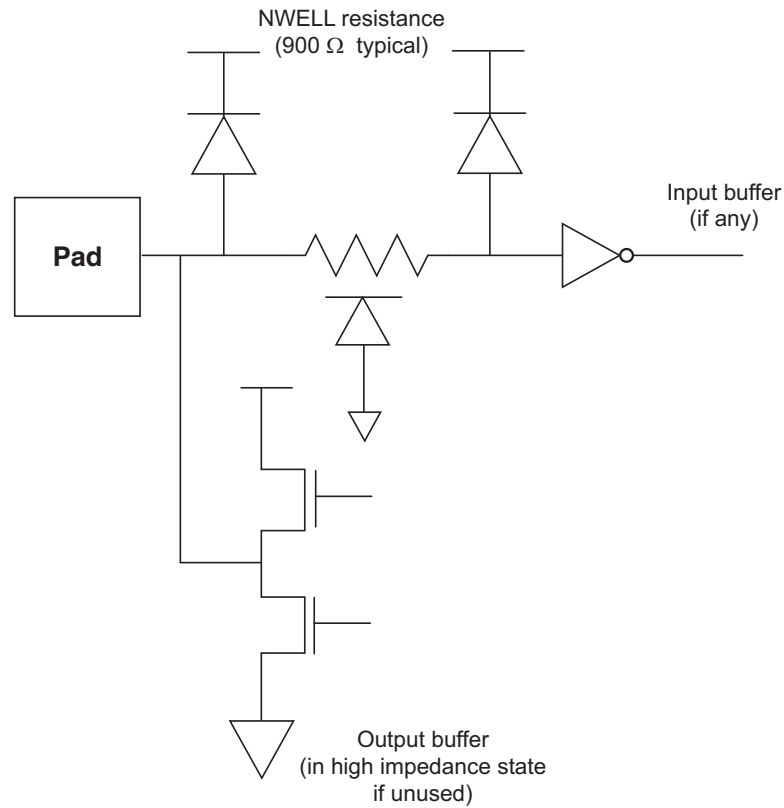 NWELL resistance
(900 Ω typical)
Input buffer
(if any)
Pad
Output buffer
(in high impedance state
if unused)